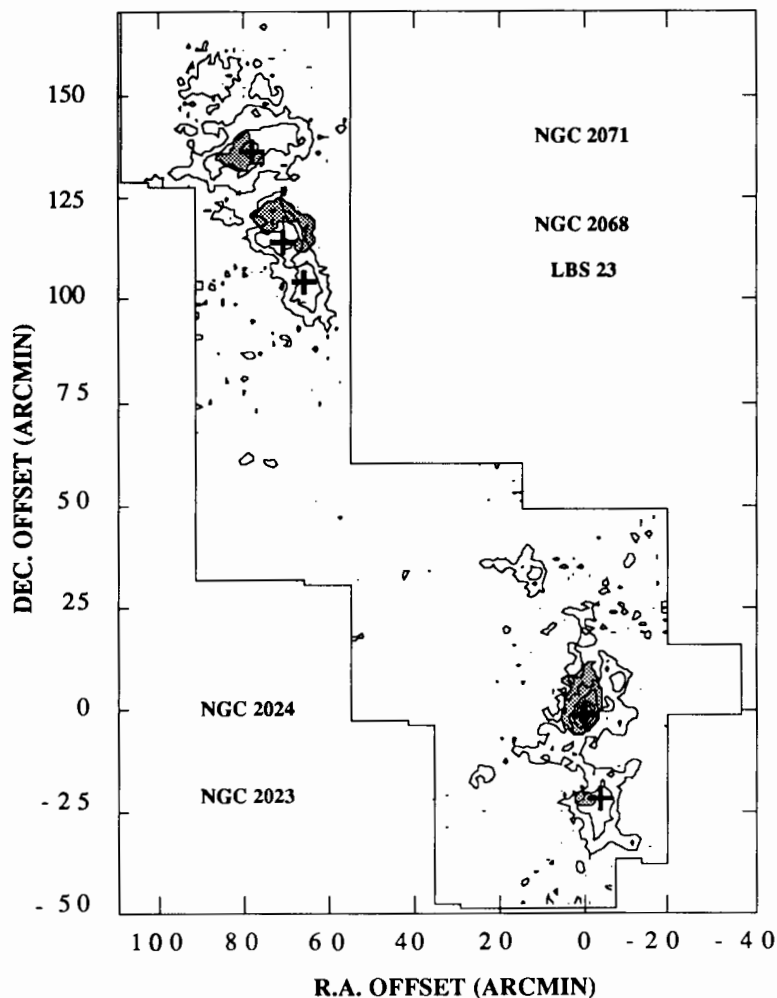 150
125
100
75
50
25
0
- 25
- 50
DEC. OFFSET (ARCMIN)
NGC 2071
NGC 2068
LBS 23
NGC 2024
NGC 2023
100 80 60 40 20 0 - 20 - 40
R.A. OFFSET (ARCMIN)